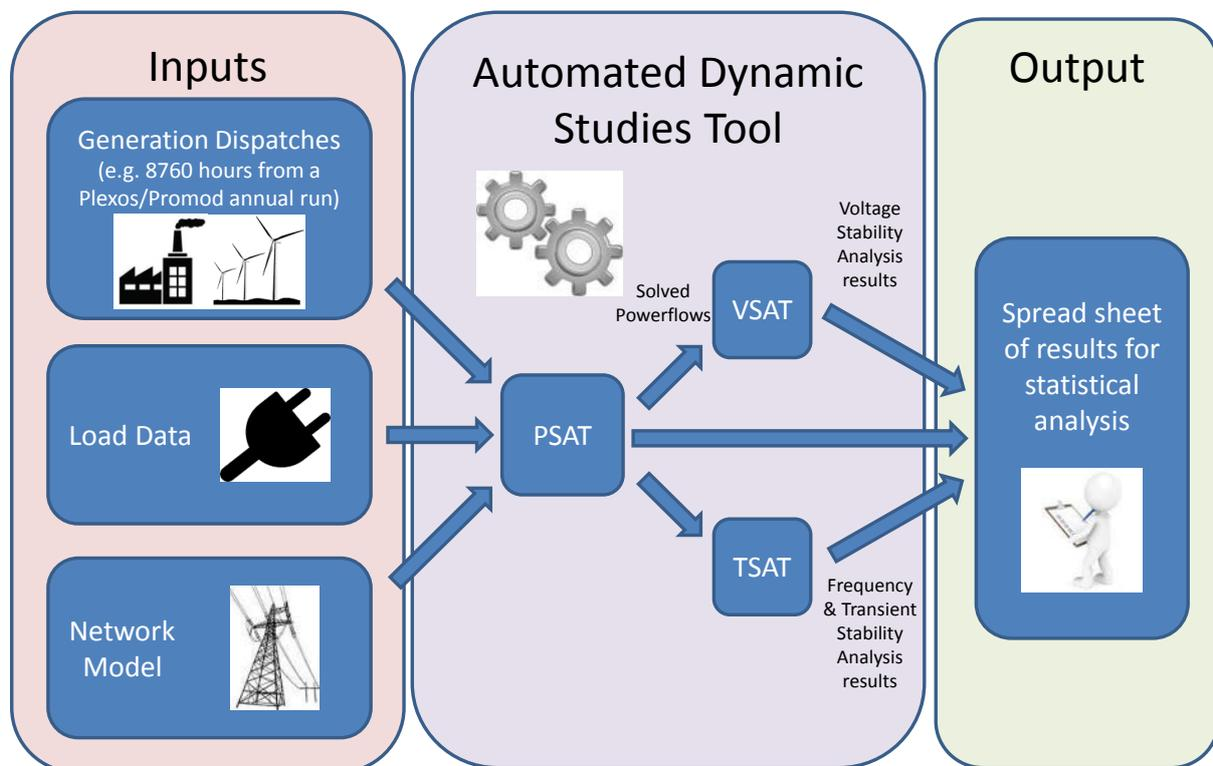 Inputs
Generation Dispatches
(e.g. 8760 hours from a
Plexos/Promod annual run)
Load Data
Network
Model
Automated Dynamic
Studies Tool
Solved
Powerflows
PSAT
VSAT
Voltage
Stability
Analysis
results
TSAT
Frequency
& Transient
Stability
Analysis
results
Output
Spread sheet
of results for
statistical
analysis